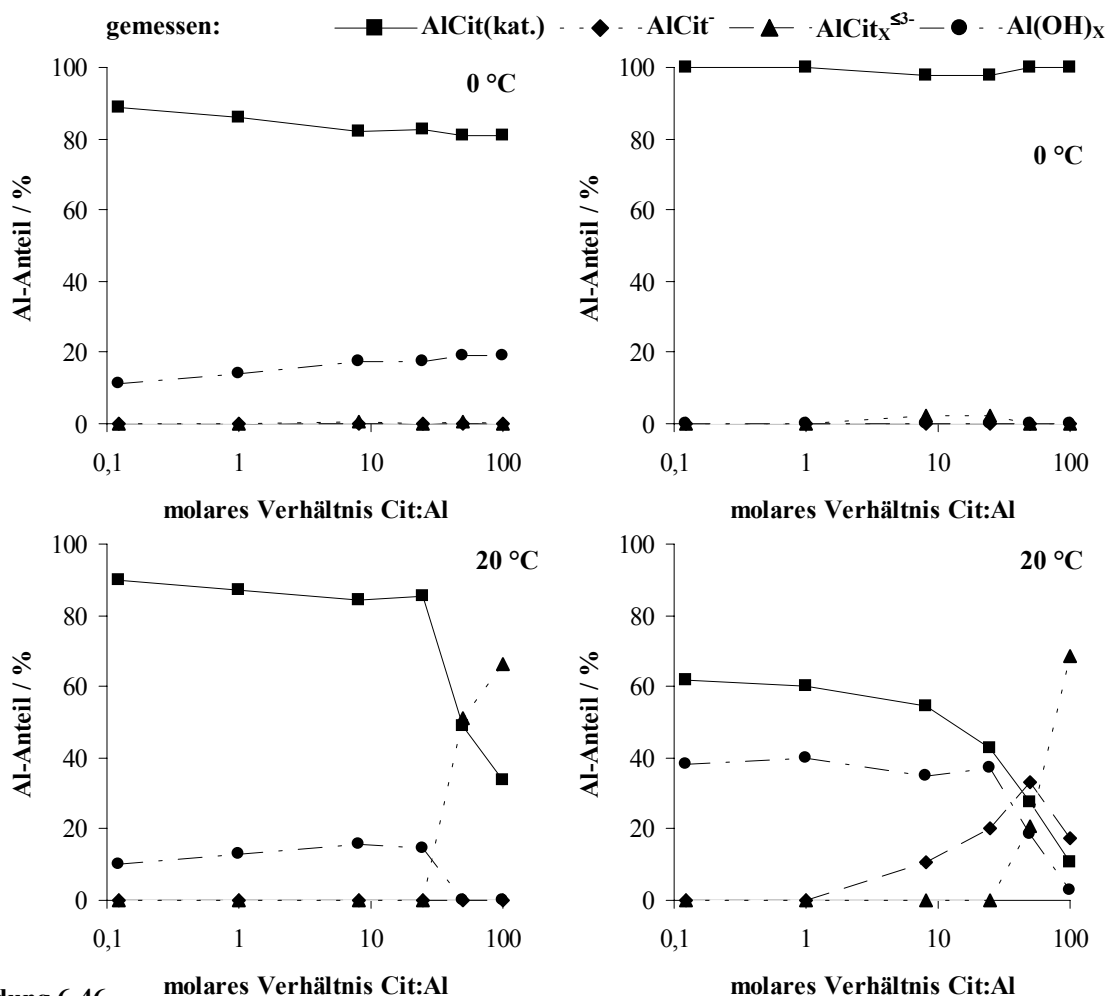 gemessen: AlCit(kat.) AlCit⁻ AlCitₓ^≤3- Al(OH)ₓ
100
80
60
40
20
0
Al-Anteil / %
0 °C
0,1 1 10 100
molares Verhältnis Cit:Al
100
80
60
40
20
0
Al-Anteil / %
0 °C
0,1 1 10 100
molares Verhältnis Cit:Al
100
80
60
40
20
0
Al-Anteil / %
20 °C
0,1 1 10 100
molares Verhältnis Cit:Al
100
80
60
40
20
0
Al-Anteil / %
20 °C
0,1 1 10 100
molares Verhältnis Cit:Al